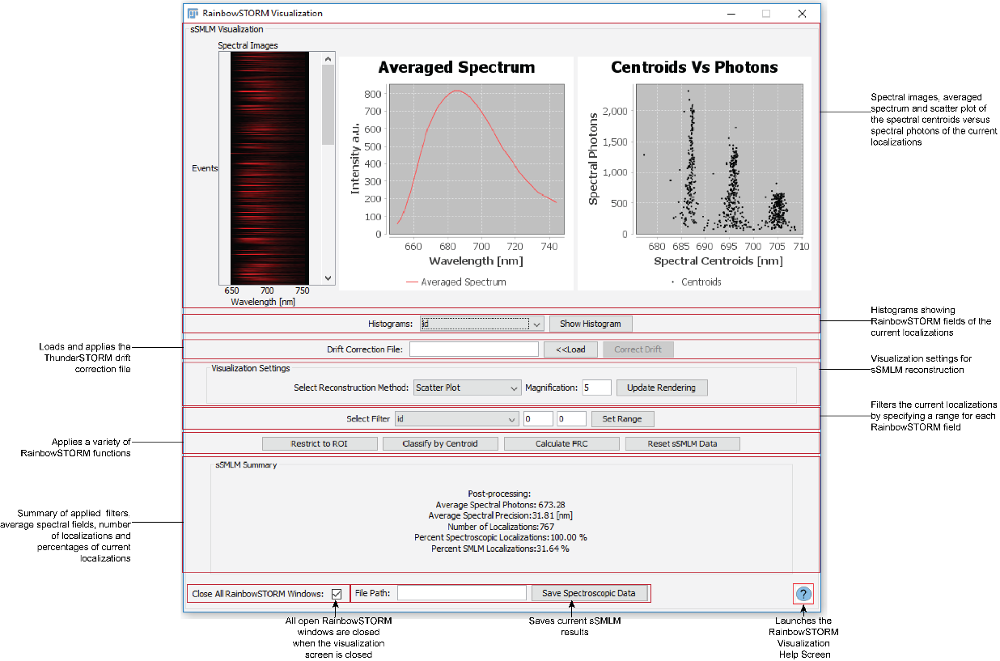 RainbowSTORM Visualization
sSMLM Visualization
Spectral Images
Events
650 700 750
Wavelength [nm]
Averaged Spectrum
Intensity a.u.
800
700
600
500
400
300
200
100
0
660 680 700 720 740
Wavelength [nm]
Averaged Spectrum
Centroids Vs Photons
Spectral Photons
2,000
1,500
1,000
500
0
680 685 690 695 700 705 710
Spectral Centroids [nm]
Centroids
Spectral images, averaged
spectrum and scatter plot of
the spectral centroids versus
spectral photons of the current
localizations
Histograms: id Show Histogram
Histograms showing
RainbowSTORM fields of the
current localizations
Loads and applies the
ThunderSTORM drift
correction file
Drift Correction File: <<Load Correct Drift
Visualization Settings
Select Reconstruction Method: Scatter Plot Magnification: 5 Update Rendering
Visualization settings for
sSMLM reconstruction
Select Filter id 0 0 Set Range
Filters the current localizations
by specifying a range for each
RainbowSTORM field
Applies a variety of
RainbowSTORM functions
Restrict to ROI Classify by Centroid Calculate FRC Reset sSMLM Data
sSMLM Summary
Post-processing:
Average Spectral Photons: 673.28
Average Spectral Precision:31.81 [nm]
Number of Localizations:767
Percent Spectroscopic Localizations:100.00 %
Percent SMLM Localizations:31.64 %
Summary of applied filters,
average spectral fields, number
of localizations and
percentages of current
localizations
Close All RainbowSTORM Windows: File Path: Save Spectroscopic Data ?
All open RainbowSTORM
windows are closed
when the visualization
screen is closed
Saves current sSMLM
results
Launches the
RainbowSTORM
Visualization
Help Screen